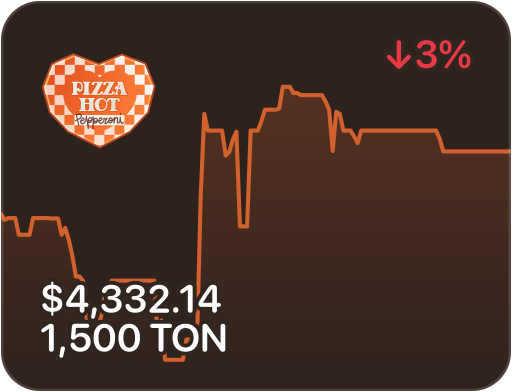 PIZZA
HOT
Pepperoni
↓3%
$4,332.14
1,500 TON